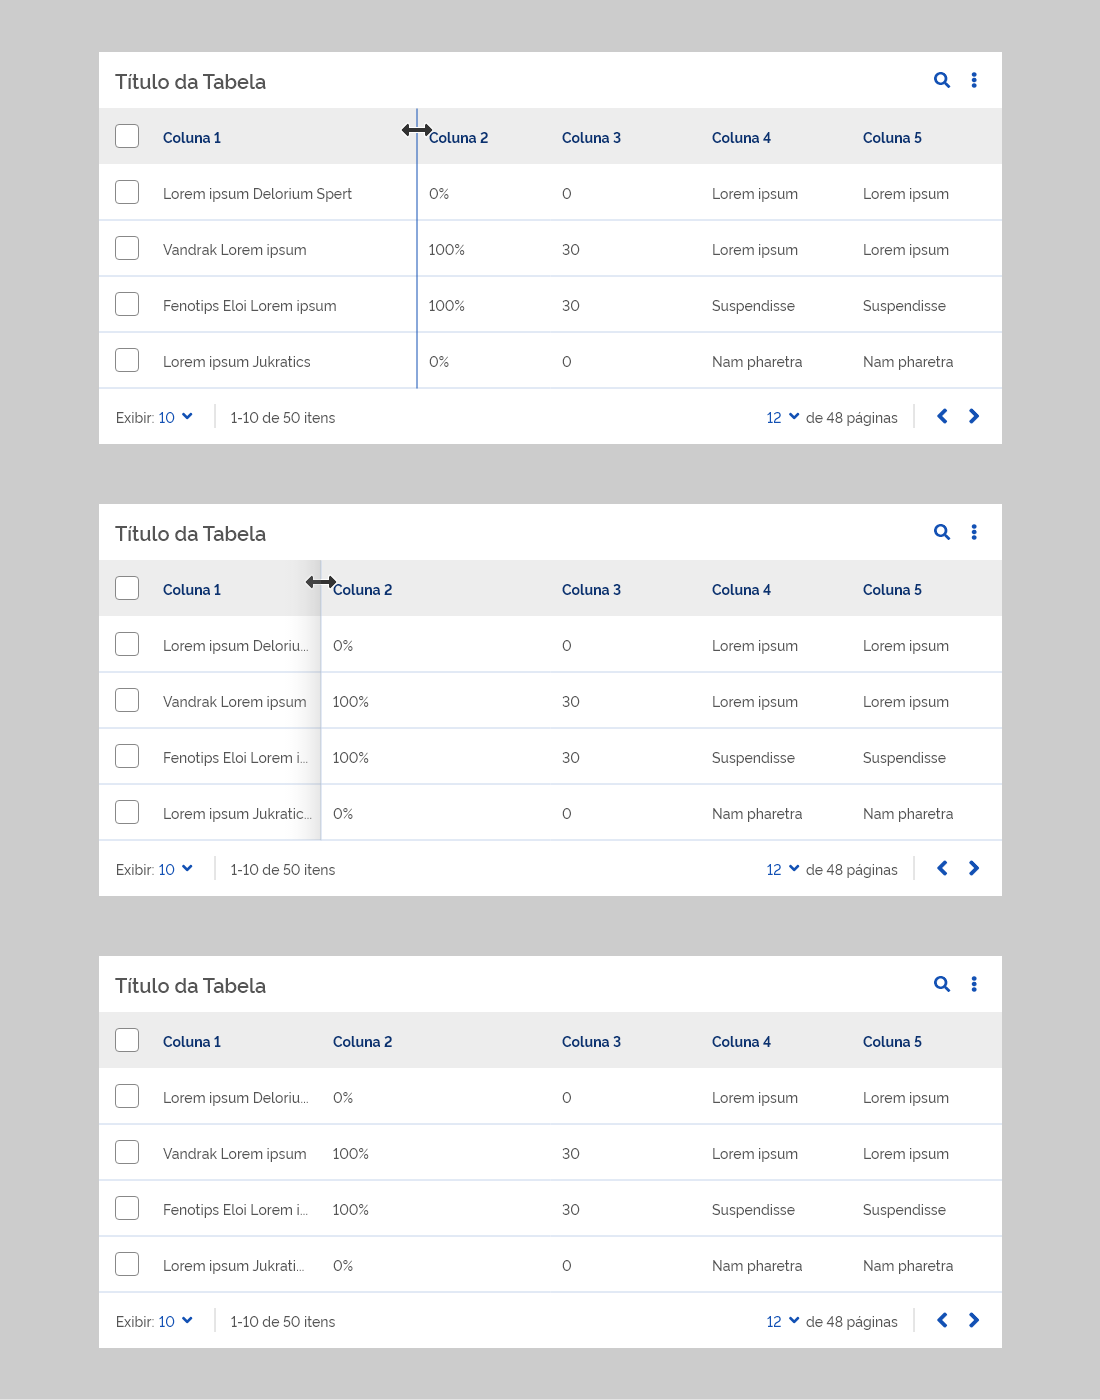 Título da Tabela
Coluna 1 Coluna 2 Coluna 3 Coluna 4 Coluna 5
Lorem ipsum Delorium Spert 0% 0 Lorem ipsum Lorem ipsum
Vandrak Lorem ipsum 100% 30 Lorem ipsum Lorem ipsum
Fenotips Eloi Lorem ipsum 100% 30 Suspendisse Suspendisse
Lorem ipsum Jukratics 0% 0 Nam pharetra Nam pharetra
Exibir: 10 1-10 de 50 itens 12 de 48 páginas
Título da Tabela
Coluna 1 Coluna 2 Coluna 3 Coluna 4 Coluna 5
Lorem ipsum Deloriu... 0% 0 Lorem ipsum Lorem ipsum
Vandrak Lorem ipsum 100% 30 Lorem ipsum Lorem ipsum
Fenotips Eloi Lorem i... 100% 30 Suspendisse Suspendisse
Lorem ipsum Jukratic... 0% 0 Nam pharetra Nam pharetra
Exibir: 10 1-10 de 50 itens 12 de 48 páginas
Título da Tabela
Coluna 1 Coluna 2 Coluna 3 Coluna 4 Coluna 5
Lorem ipsum Deloriu... 0% 0 Lorem ipsum Lorem ipsum
Vandrak Lorem ipsum 100% 30 Lorem ipsum Lorem ipsum
Fenotips Eloi Lorem i... 100% 30 Suspendisse Suspendisse
Lorem ipsum Jukrati... 0% 0 Nam pharetra Nam pharetra
Exibir: 10 1-10 de 50 itens 12 de 48 páginas